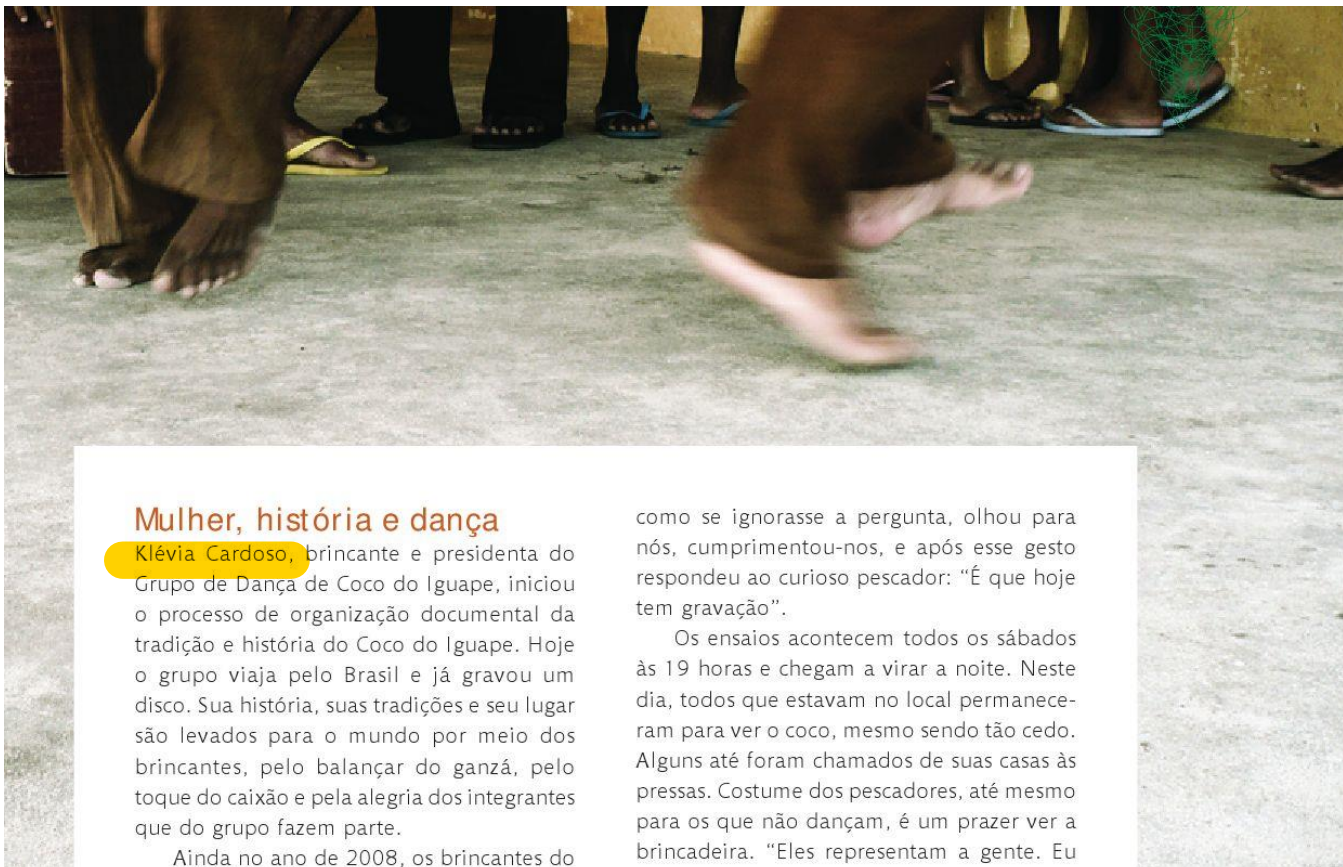 Mulher, história e dança
Klévia Cardoso, brincante e presidenta do
Grupo de Dança de Coco do Iguape, iniciou
o processo de organização documental da
tradição e história do Coco do Iguape. Hoje
o grupo viaja pelo Brasil e já gravou um
disco. Sua história, suas tradições e seu lugar
são levados para o mundo por meio dos
brincantes, pelo balançar do ganzá, pelo
toque do caixão e pela alegria dos integrantes
que do grupo fazem parte.
Ainda no ano de 2008, os brincantes do
como se ignorasse a pergunta, olhou para
nós, cumprimentou-nos, e após esse gesto
respondeu ao curioso pescador: “É que hoje
tem gravação”.
Os ensaios acontecem todos os sábados
às 19 horas e chegam a virar a noite. Neste
dia, todos que estavam no local permanece-
ram para ver o coco, mesmo sendo tão cedo.
Alguns até foram chamados de suas casas às
pressas. Costume dos pescadores, até mesmo
para os que não dançam, é um prazer ver a
brincadeira. “Eles representam a gente. Eu